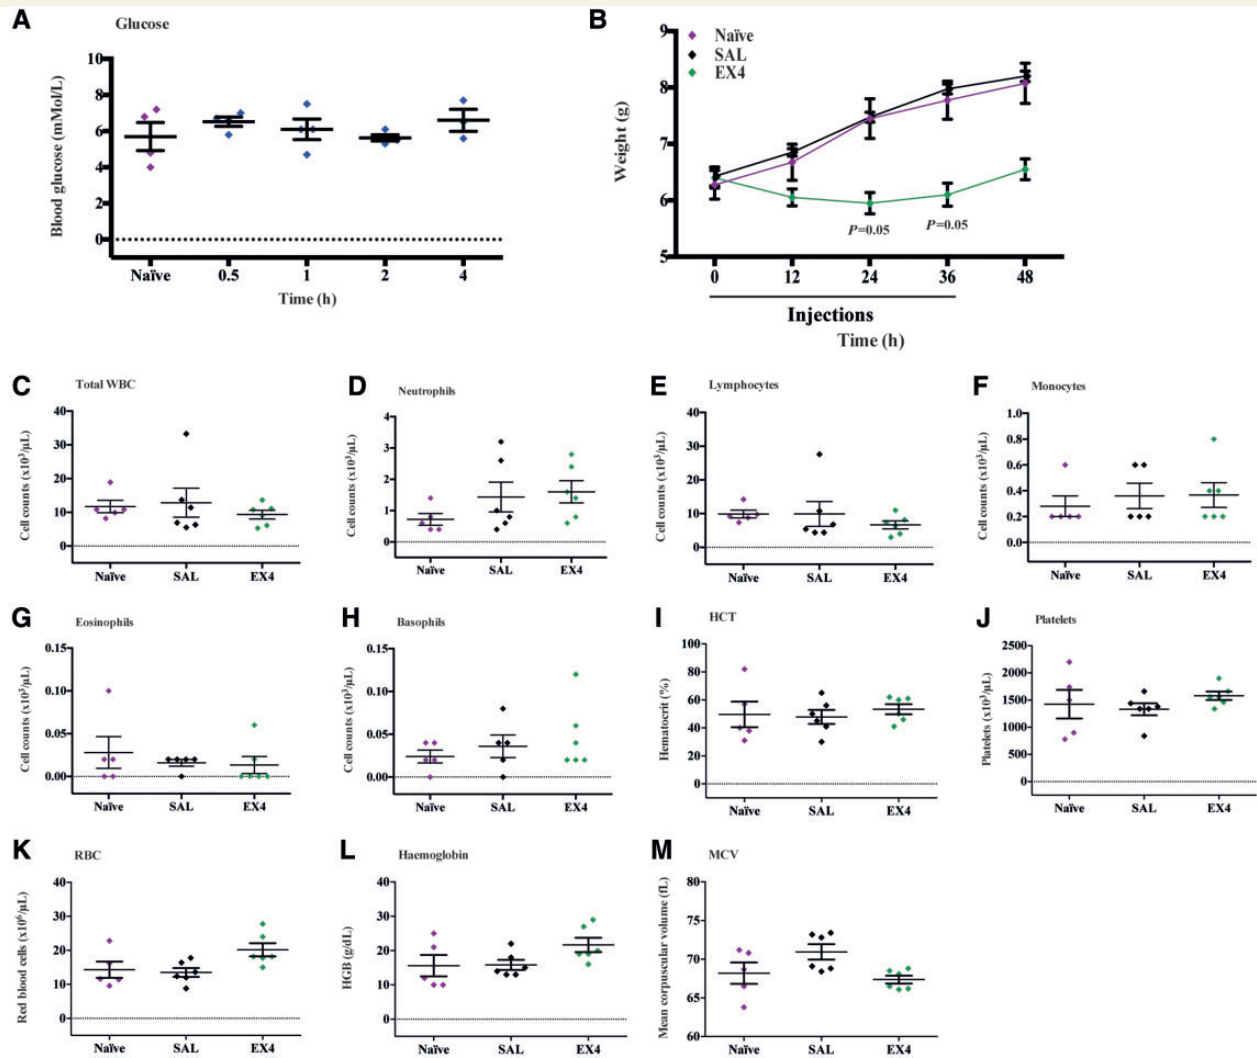 A Glucose
Blood glucose (mMol/L)
10
8
6
4
2
0
Naïve 0.5 1 2 4
Time (h)
B
Naïve
SAL
EX4
Weight (g)
9
8
7
6
5
P=0.05 P=0.05
0 12 24 36 48
Injections
Time (h)
C Total WBC
Cell counts (x10³/µL)
40
30
20
10
0
Naïve SAL EX4
D Neutrophils
Cell counts (x10³/µL)
4
3
2
1
0
Naïve SAL EX4
E Lymphocytes
Cell counts (x10³/µL)
40
30
20
10
0
Naïve SAL EX4
F Monocytes
Cell counts (x10³/µL)
1.0
0.8
0.6
0.4
0.2
0.0
Naïve SAL EX4
G Eosinophils
Cell counts (x10³/µL)
0.15
0.10
0.05
0.00
Naïve SAL EX4
H Basophils
Cell counts (x10³/µL)
0.15
0.10
0.05
0.00
Naïve SAL EX4
I HCT
Hematocrit (%)
100
80
60
40
20
0
Naïve SAL EX4
J Platelets
Platelets (x10³/µL)
2500
2000
1500
1000
500
0
Naïve SAL EX4
K RBC
Red blood cells (x10⁶/µL)
40
30
20
10
0
Naïve SAL EX4
L Haemoglobin
HGB (g/dL)
40
30
20
10
0
Naïve SAL EX4
M MCV
Mean corpuscular volume (fL)
80
75
70
65
60
Naïve SAL EX4